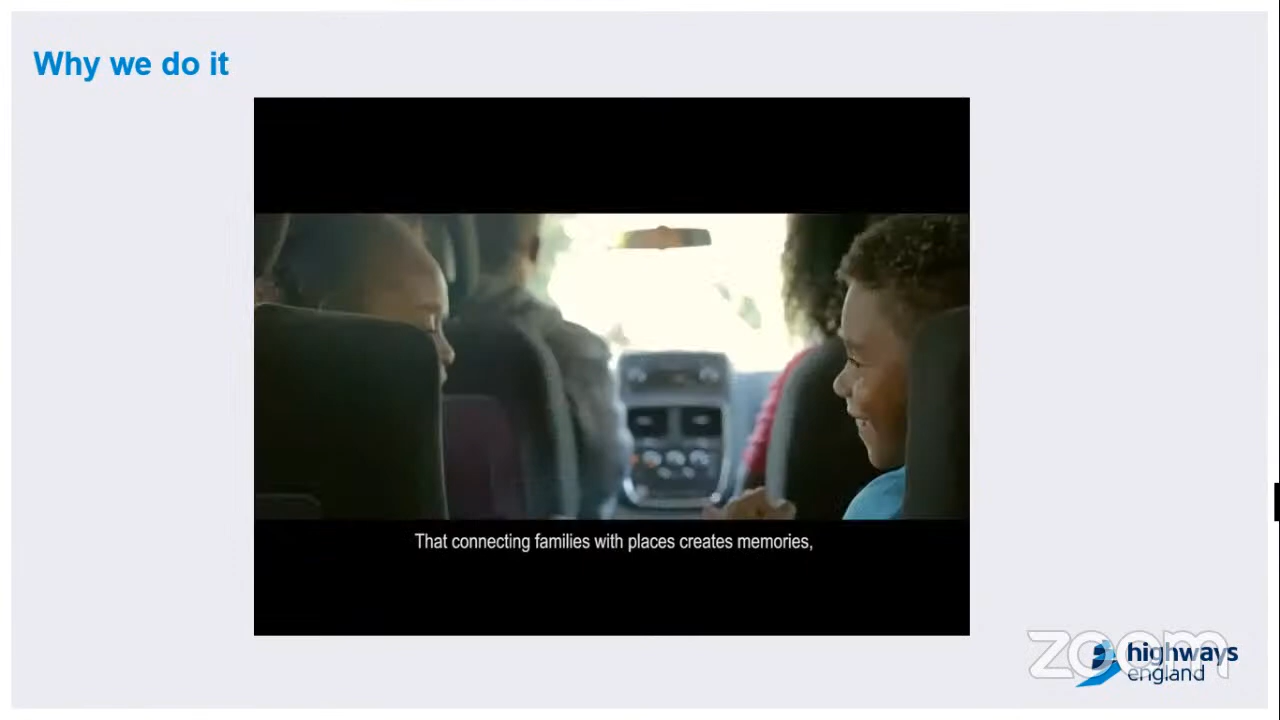 Why we do it
That connecting families with places creates memories,
zoom
highways
england